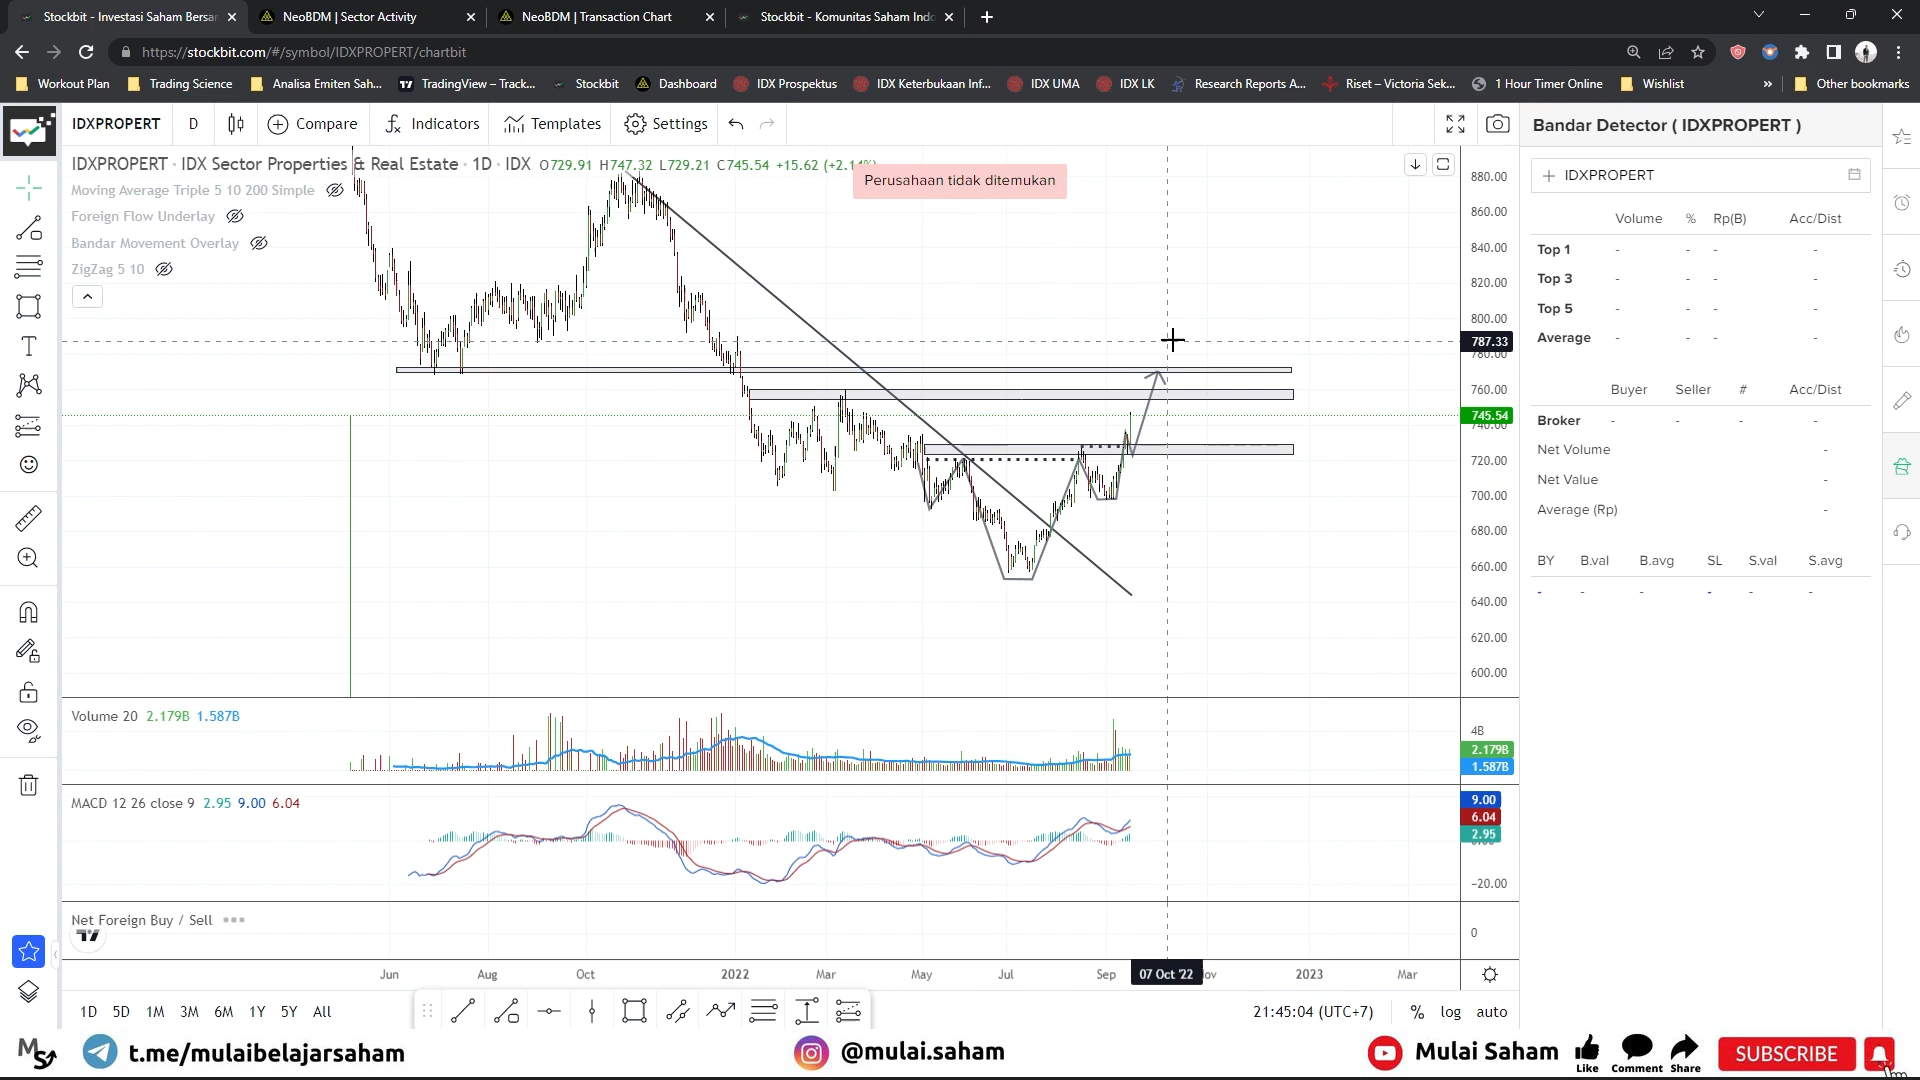 Stockbit - Investasi Saham Bersa
NeoBDM | Sector Activity
NeoBDM | Transaction Chart
Stockbit - Komunitas Saham Indo
https://stockbit.com/#/symbol/IDXPROPERT/chartbit
Workout Plan
Trading Science
Analisa Emiten Sah...
TradingView – Track...
Stockbit
Dashboard
IDX Prospektus
IDX Keterbukaan Inf...
IDX UMA
IDX LK
Research Reports A...
Riset – Victoria Sek...
1 Hour Timer Online
Wishlist
Other bookmarks
IDXPROPERT
D
Compare
Indicators
Templates
Settings
IDXPROPERT · IDX Sector Properties & Real Estate · 1D · IDX O729.91 H747.32 L729.21 C745.54 +15.62 (+2.14%)
Moving Average Triple 5 10 200 Simple
Foreign Flow Underlay
Bandar Movement Overlay
ZigZag 5 10
Perusahaan tidak ditemukan
880.00
860.00
840.00
820.00
800.00
787.33
780.00
760.00
745.54
740.00
720.00
700.00
680.00
660.00
640.00
620.00
600.00
Volume 20 2.179B 1.587B
4B
2.179B
1.587B
MACD 12 26 close 9 2.95 9.00 6.04
9.00
6.04
2.95
−20.00
Net Foreign Buy / Sell
0
Jun
Aug
Oct
2022
Mar
May
Jul
Sep
07 Oct '22
ov
2023
Mar
1D 5D 1M 3M 6M 1Y 5Y All
21:45:04 (UTC+7)
% log auto
Bandar Detector ( IDXPROPERT )
IDXPROPERT
Volume % Rp(B) Acc/Dist
Top 1 - - - -
Top 3 - - - -
Top 5 - - - -
Average - - - -
Buyer Seller # Acc/Dist
Broker - - - -
Net Volume -
Net Value -
Average (Rp) -
BY B.val B.avg SL S.val S.avg
- - - - - -
MS
t.me/mulaibelajarsaham
@mulai.saham
Mulai Saham
Like
Comment
Share
SUBSCRIBE